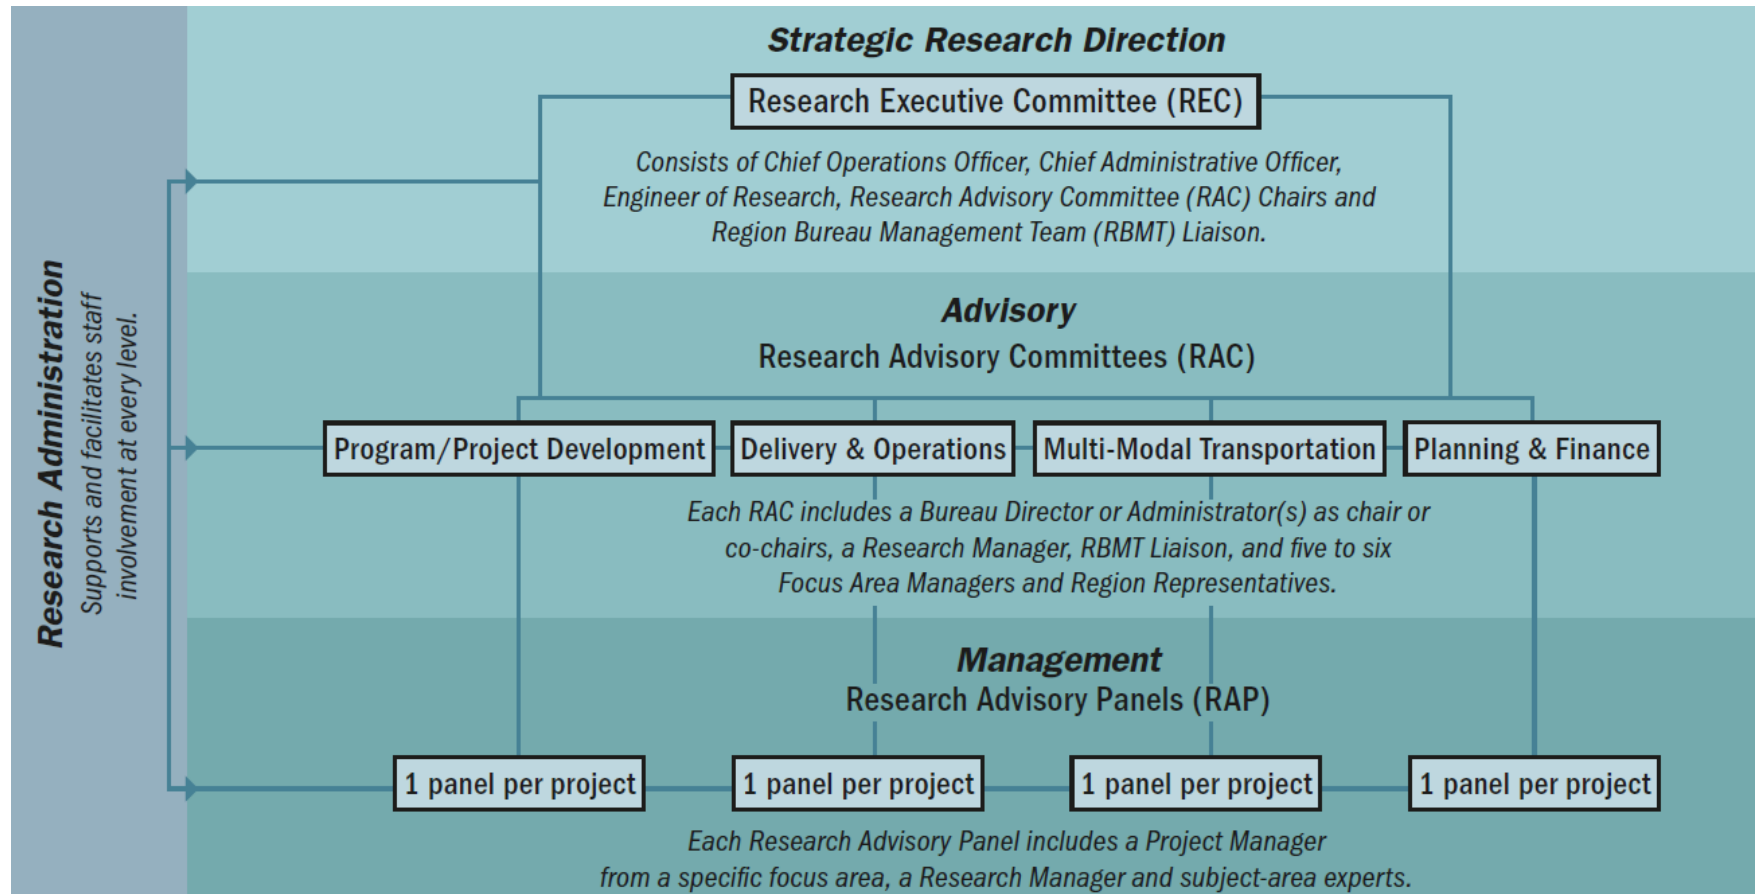 Strategic Research Direction
Research Executive Committee (REC)
Consists of Chief Operations Officer, Chief Administrative Officer,
Engineer of Research, Research Advisory Committee (RAC) Chairs and
Region Bureau Management Team (RBMT) Liaison.
Research Administration
Supports and facilitates staff
involvement at every level.
Advisory
Research Advisory Committees (RAC)
Program/Project Development
Delivery & Operations
Multi-Modal Transportation
Planning & Finance
Each RAC includes a Bureau Director or Administrator(s) as chair or
co-chairs, a Research Manager, RBMT Liaison, and five to six
Focus Area Managers and Region Representatives.
Management
Research Advisory Panels (RAP)
1 panel per project
1 panel per project
1 panel per project
1 panel per project
Each Research Advisory Panel includes a Project Manager
from a specific focus area, a Research Manager and subject-area experts.